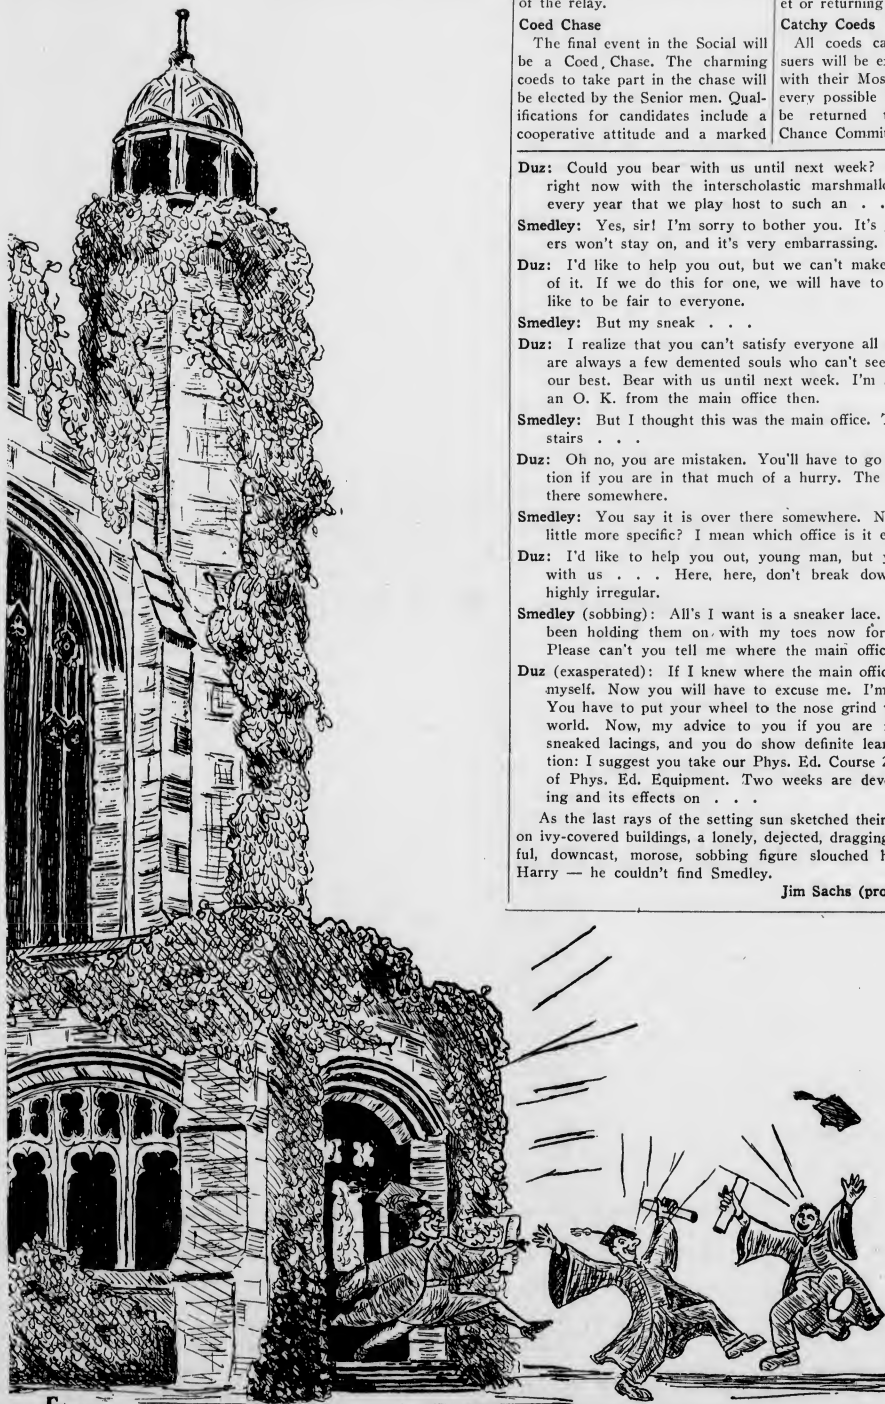 of the relay.
Coed Chase
The final event in the Social will
be a Coed Chase. The charming
coeds to take part in the chase will
be elected by the Senior men. Qual-
ifications for candidates include a
cooperative attitude and a marked
et or returning
Catchy Coeds
All coeds ca
suers will be e
with their Mos
every possible
be returned
Chance Commit
Duz: Could you bear with us until next week?
right now with the interscholastic marshmall
every year that we play host to such an . .
Smedley: Yes, sir! I'm sorry to bother you. It's
ers won't stay on, and it's very embarrassing.
Duz: I'd like to help you out, but we can't make
of it. If we do this for one, we will have to
like to be fair to everyone.
Smedley: But my sneak . . .
Duz: I realize that you can't satisfy everyone all
are always a few demented souls who can't see
our best. Bear with us until next week. I'm
an O. K. from the main office then.
Smedley: But I thought this was the main office.
stairs . . .
Duz: Oh no, you are mistaken. You'll have to go
tion if you are in that much of a hurry. The
there somewhere.
Smedley: You say it is over there somewhere. N
little more specific? I mean which office is it
Duz: I'd like to help you out, young man, but
with us . . . Here, here, don't break dow
highly irregular.
Smedley (sobbing): All's I want is a sneaker lace.
been holding them on with my toes now for
Please can't you tell me where the main offic
Duz (exasperated): If I knew where the main offic
myself. Now you will have to excuse me. I'm
You have to put your wheel to the nose grind
world. Now, my advice to you if you are
sneaked lacings, and you do show definite lean
tion: I suggest you take our Phys. Ed. Course
of Phys. Ed. Equipment. Two weeks are dev
ing and its effects on . . .
As the last rays of the setting sun sketched their
on ivy-covered buildings, a lonely, dejected, dragging
ful, downcast, morose, sobbing figure slouched h
Harry — he couldn't find Smedley.
Jim Sachs (pro